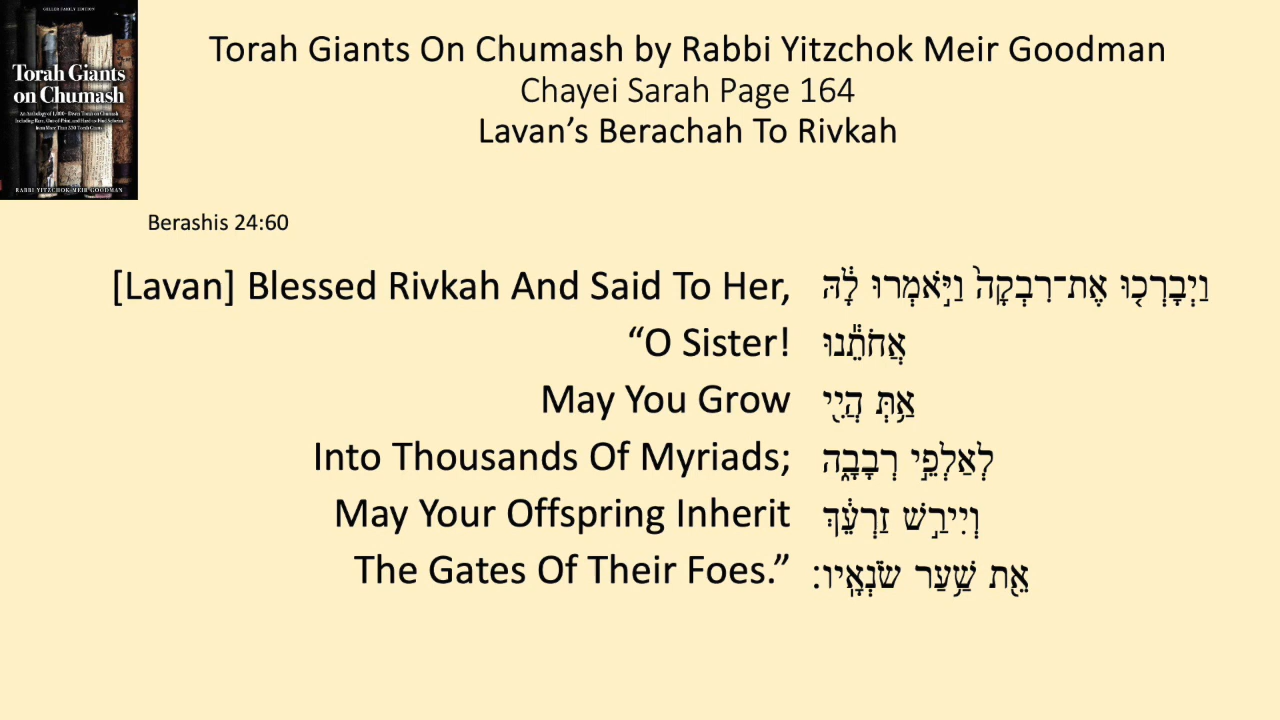 GELLER FAMILY EDITION
Torah Giants
on Chumash
RABBI YITZCHOK MEIR GOODMAN
Torah Giants On Chumash by Rabbi Yitzchok Meir Goodman
Chayei Sarah Page 164
Lavan’s Berachah To Rivkah
Berashis 24:60
[Lavan] Blessed Rivkah And Said To Her, וַיְבָרְכ֤וּ אֶת־רִבְקָה֙ וַיֹּ֣אמְרוּ לָ֔הּ
“O Sister! אֲחֹתֵ֕נוּ
May You Grow אַ֥תְּ הֲיִ֖י
Into Thousands Of Myriads; לְאַלְפֵ֣י רְבָבָ֑ה
May Your Offspring Inherit וְיִירַ֣שׁ זַרְעֵ֔ךְ
The Gates Of Their Foes.” אֵ֖ת שַׁ֥עַר שֹׂנְאָֽיו׃